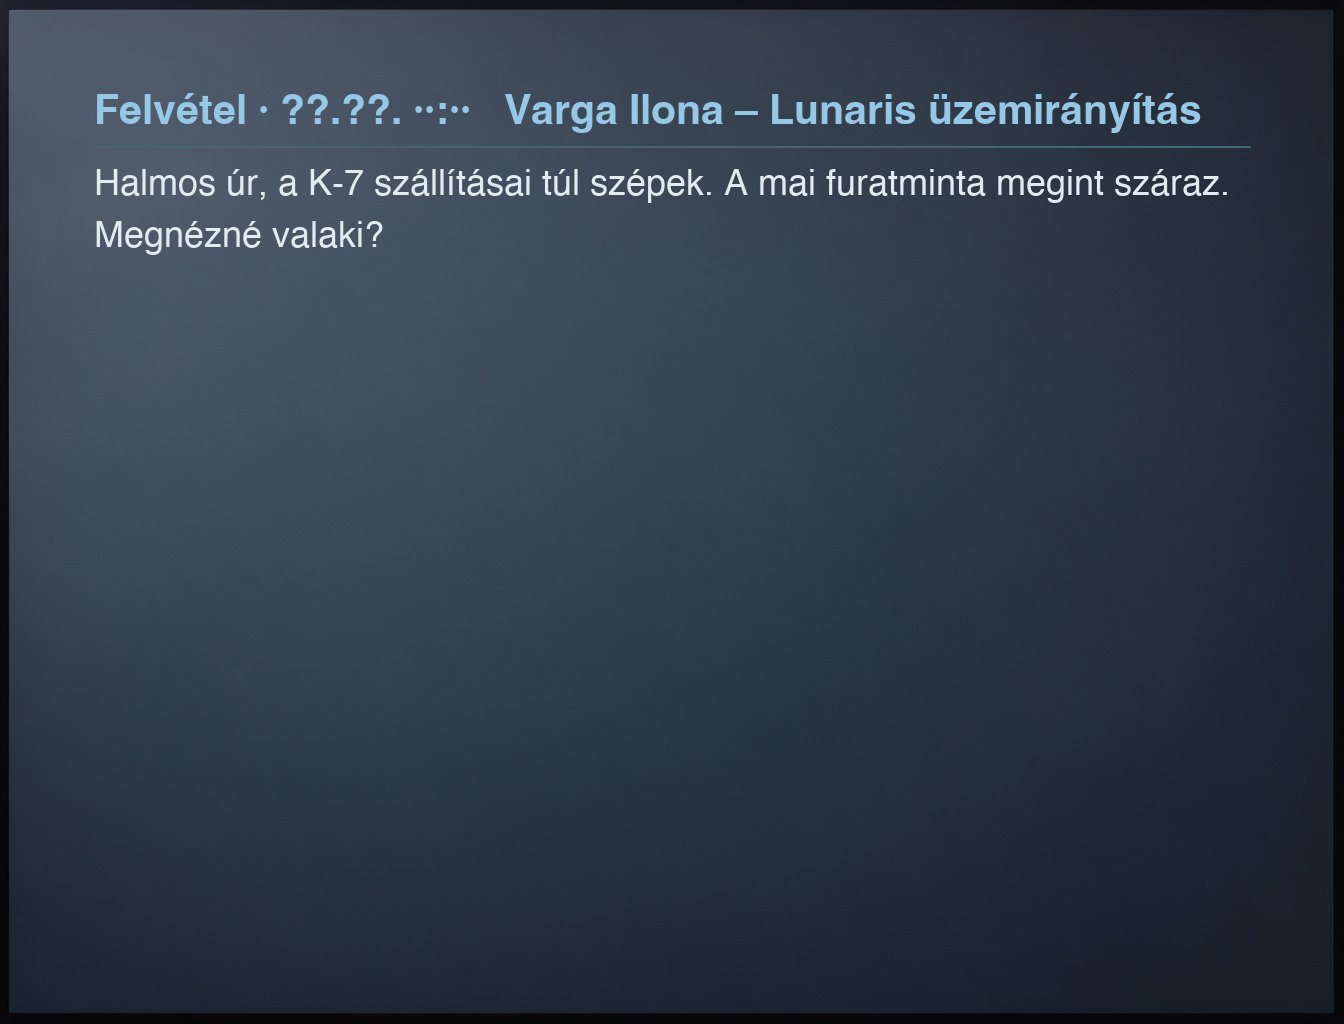 Felvétel · ??.??. ··:·· Varga Ilona – Lunaris üzemirányítás
Halmos úr, a K-7 szállításai túl szépek. A mai furatminta megint száraz.
Megnézné valaki?